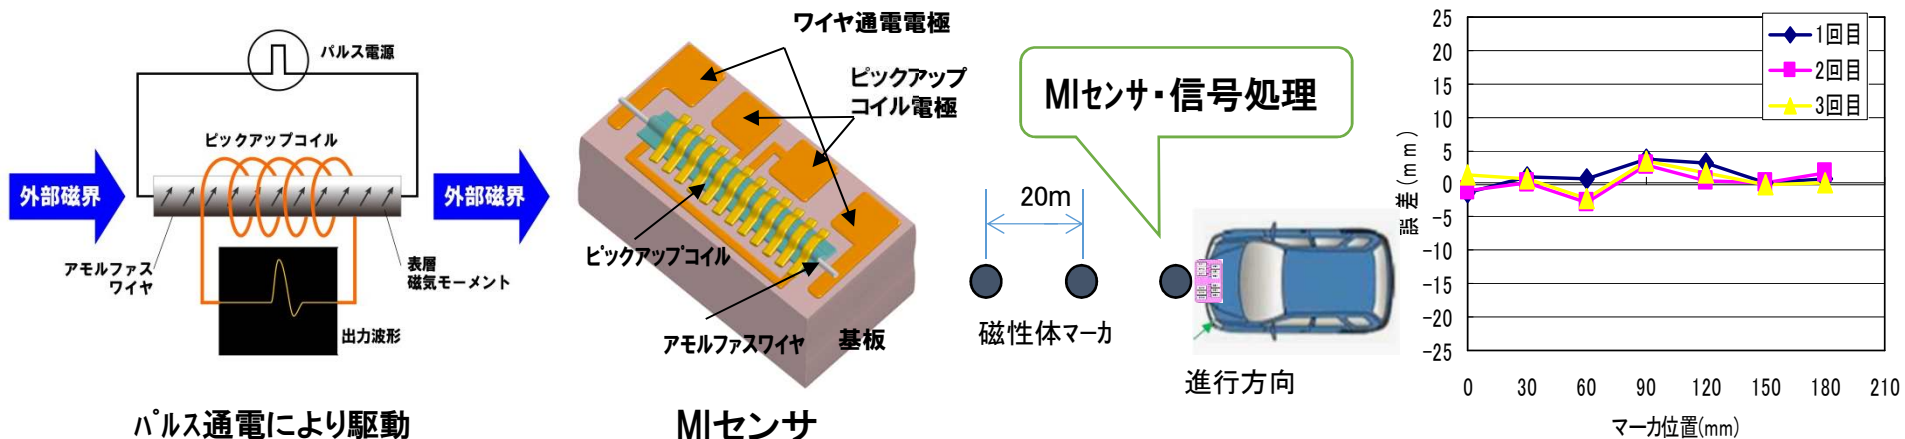 パルス電源
ピックアップコイル
外部磁界
外部磁界
アモルファス
ワイヤ
表層
磁気モーメント
出力波形
パルス通電により駆動
ワイヤ通電電極
ピックアップ
コイル電極
ピックアップコイル
アモルファスワイヤ
基板
MIセンサ
MIセンサ・信号処理
20m
磁性体マーカ
進行方向
1回目
2回目
3回目
25
20
15
10
5
0
-5
-10
-15
-20
-25
誤差(mm)
0 30 60 90 120 150 180 210
マーカ位置(mm)